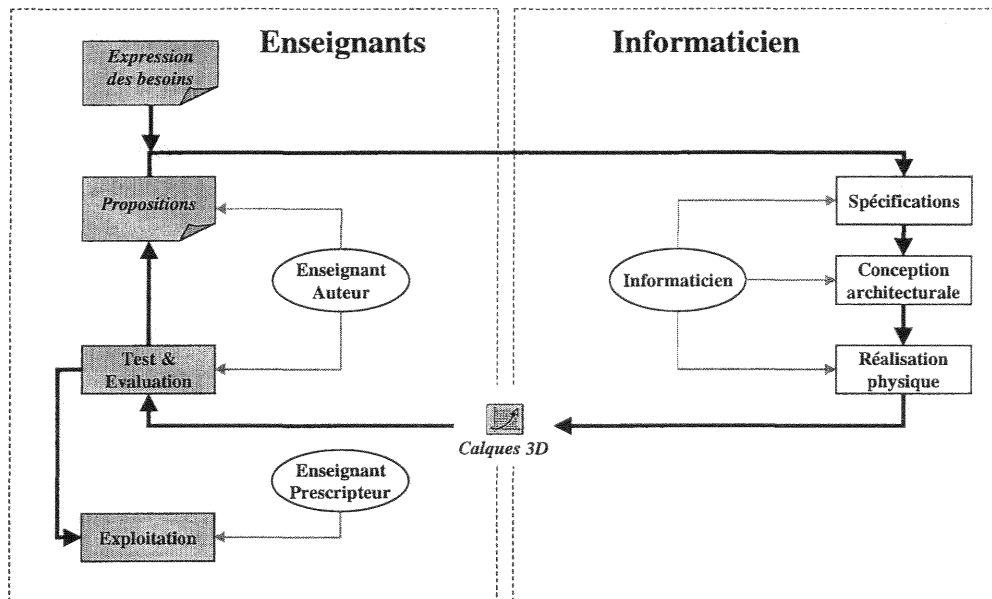 Enseignants
Informaticien
Expression
des besoins
Propositions
Spécifications
Enseignant
Auteur
Informaticien
Conception
architecturale
Test &
Evaluation
Réalisation
physique
Calques 3D
Enseignant
Prescripteur
Exploitation